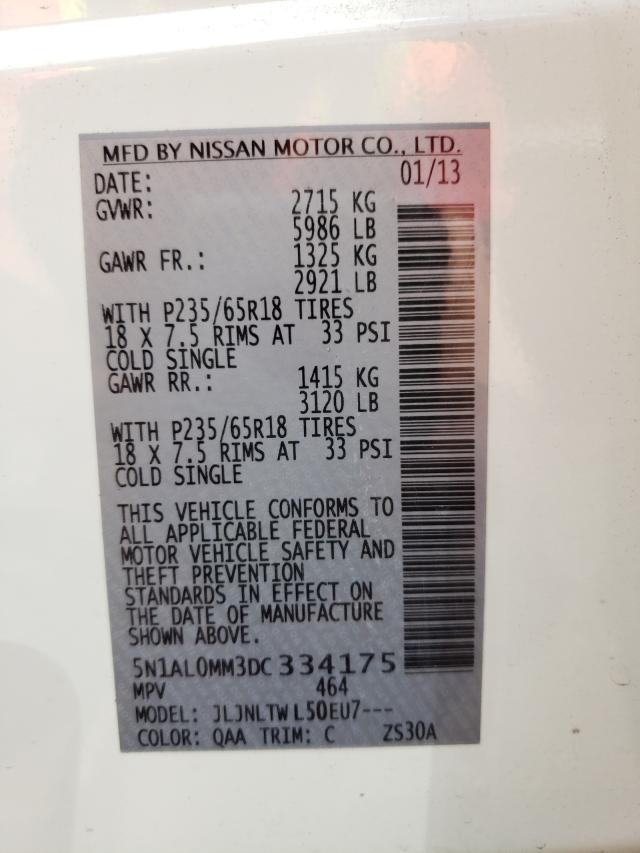 MFD BY NISSAN MOTOR CO., LTD.
DATE: 01/13
GVWR: 2715 KG
5986 LB
GAWR FR.: 1325 KG
2921 LB
WITH P235/65R18 TIRES
18 X 7.5 RIMS AT 33 PSI
COLD SINGLE
GAWR RR.: 1415 KG
3120 LB
WITH P235/65R18 TIRES
18 X 7.5 RIMS AT 33 PSI
COLD SINGLE
THIS VEHICLE CONFORMS TO
ALL APPLICABLE FEDERAL
MOTOR VEHICLE SAFETY AND
THEFT PREVENTION
STANDARDS IN EFFECT ON
THE DATE OF MANUFACTURE
SHOWN ABOVE.
5N1AL0MM3DC334175
MPV 464
MODEL: JLJNLTWL50EU7---
COLOR: QAA TRIM: C ZS30A